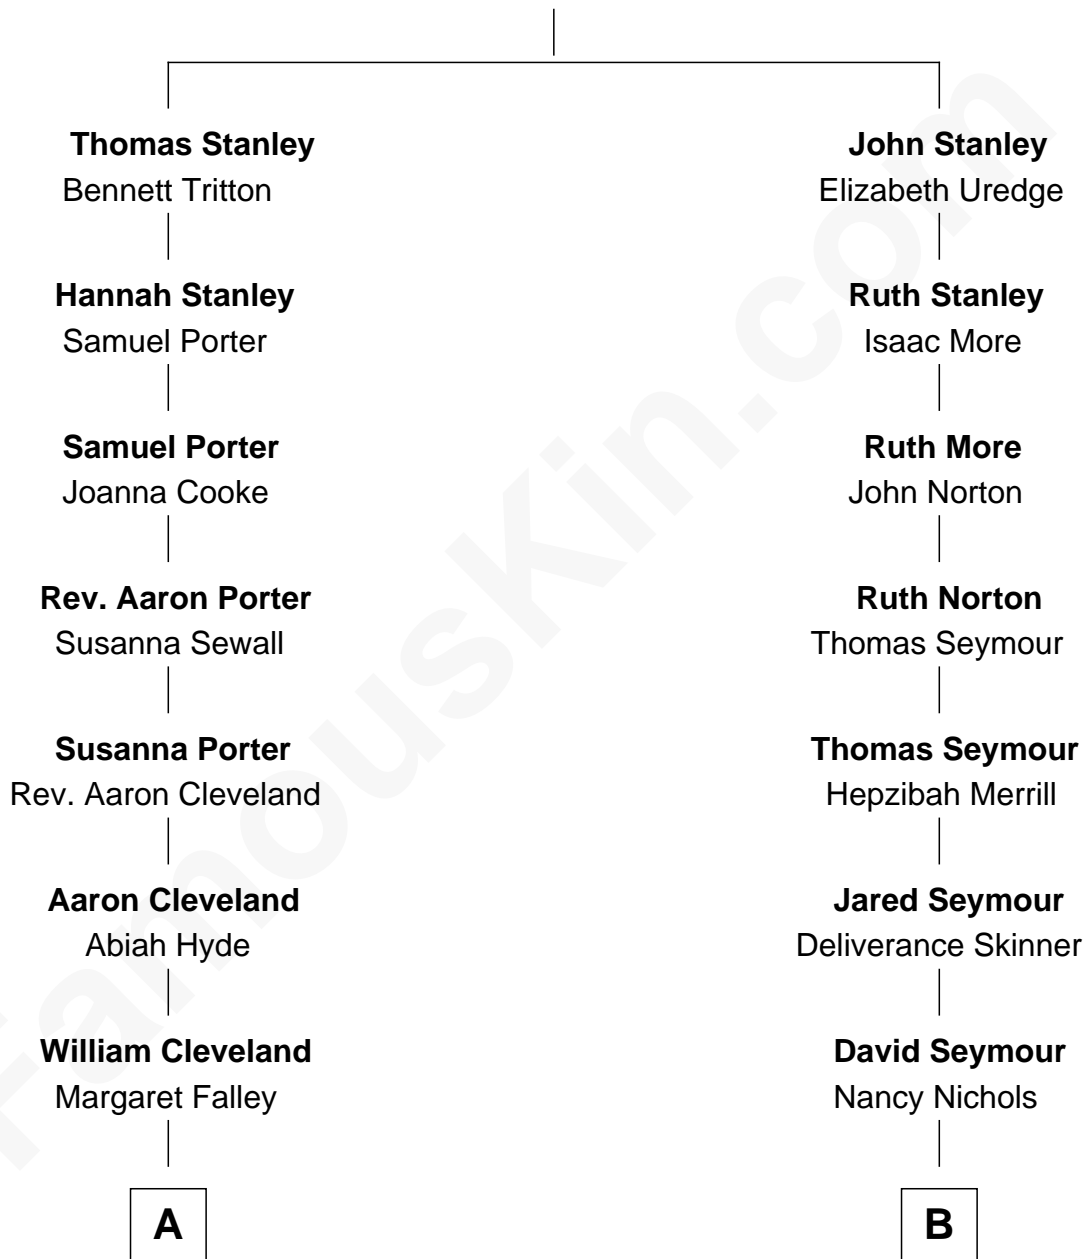 Thomas Stanley
Bennett Tritton
Hannah Stanley
Samuel Porter
Samuel Porter
Joanna Cooke
Rev. Aaron Porter
Susanna Sewall
Susanna Porter
Rev. Aaron Cleveland
Aaron Cleveland
Abiah Hyde
William Cleveland
Margaret Falley
A
John Stanley
Elizabeth Uredge
Ruth Stanley
Isaac More
Ruth More
John Norton
Ruth Norton
Thomas Seymour
Thomas Seymour
Hepzibah Merrill
Jared Seymour
Deliverance Skinner
David Seymour
Nancy Nichols
B
FamousKin.com